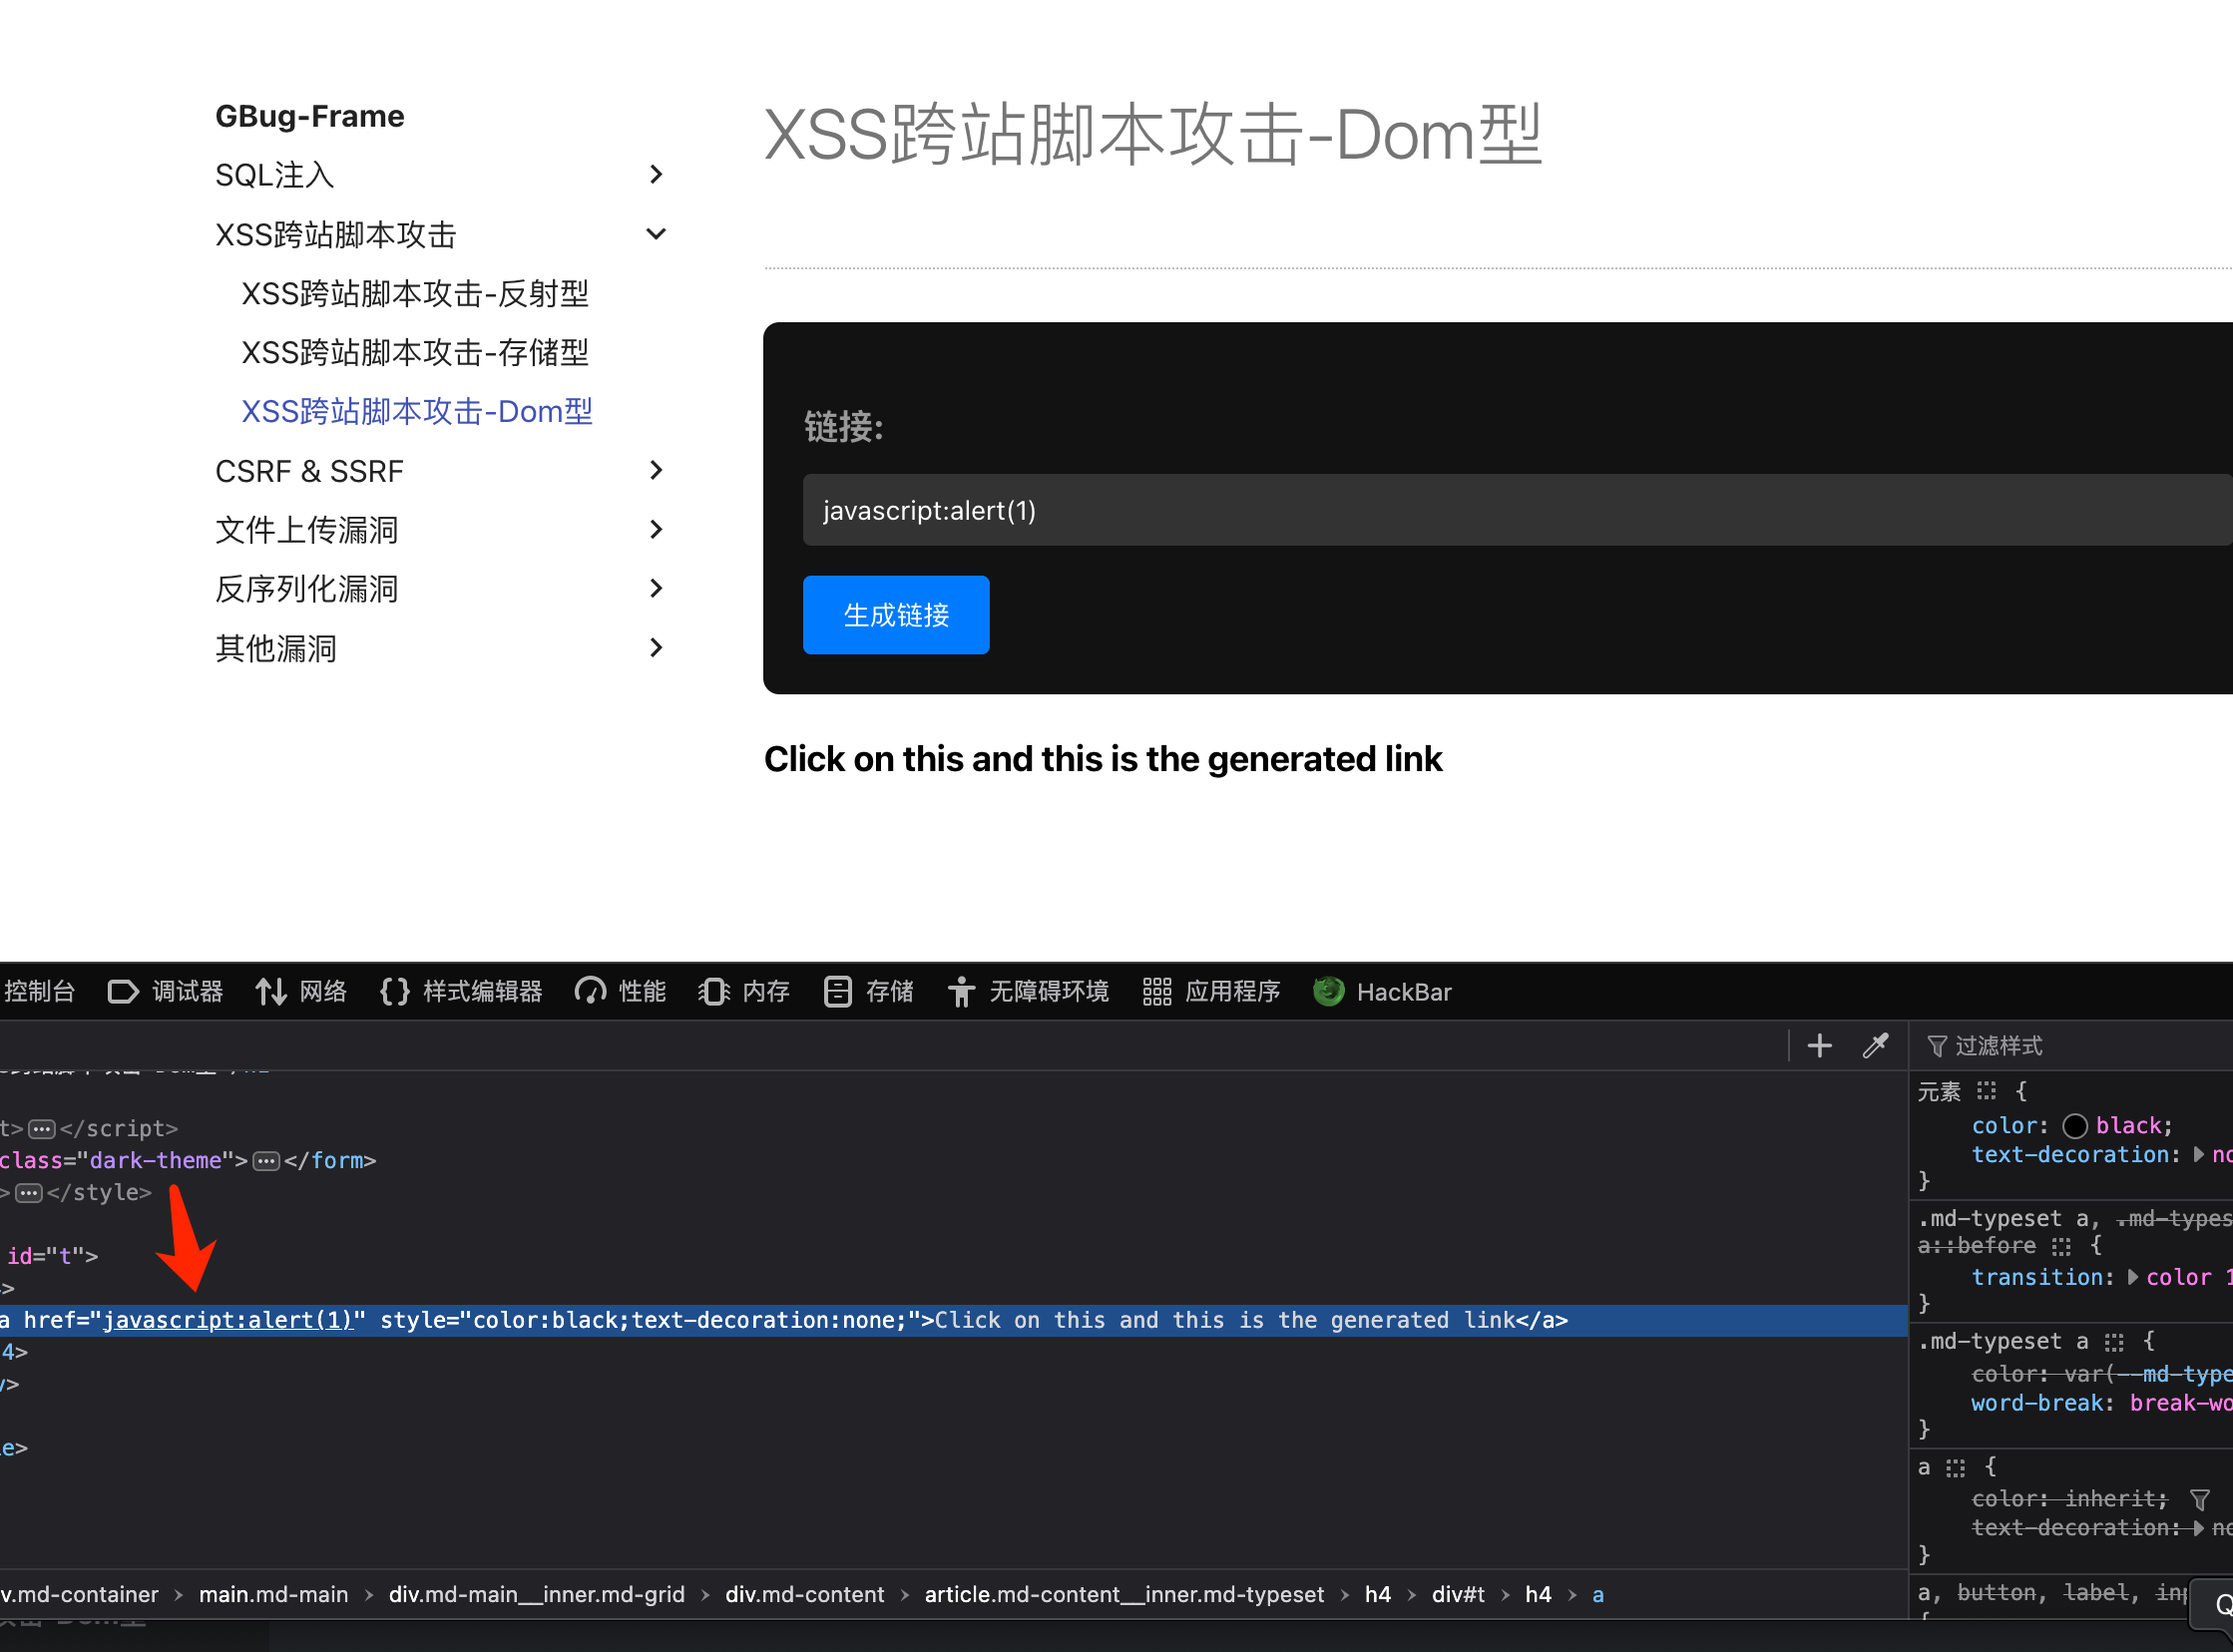 GBug-Frame
SQL注入
XSS跨站脚本攻击
XSS跨站脚本攻击-反射型
XSS跨站脚本攻击-存储型
XSS跨站脚本攻击-Dom型
CSRF & SSRF
文件上传漏洞
反序列化漏洞
其他漏洞
XSS跨站脚本攻击-Dom型
链接:
javascript:alert(1)
生成链接
Click on this and this is the generated link
控制台 调试器 网络 {} 样式编辑器 性能 内存 存储 无障碍环境 应用程序 HackBar
t>…</script>
class="dark-theme">…</form>
>…</style>
id="t">
>
a href="javascript:alert(1)" style="color:black;text-decoration:none;">Click on this and this is the generated link</a>
4>
>
e>
过滤样式
元素 {
color: black;
text-decoration: no
}
.md-typeset a, .md-types
a::before {
transition: color 1
}
.md-typeset a {
color: var(--md-type
word-break: break-wo
}
a {
color: inherit;
text-decoration: no
}
a, button, label, inp
{
v.md-container > main.md-main > div.md-main__inner.md-grid > div.md-content > article.md-content__inner.md-typeset > h4 > div#t > h4 > a